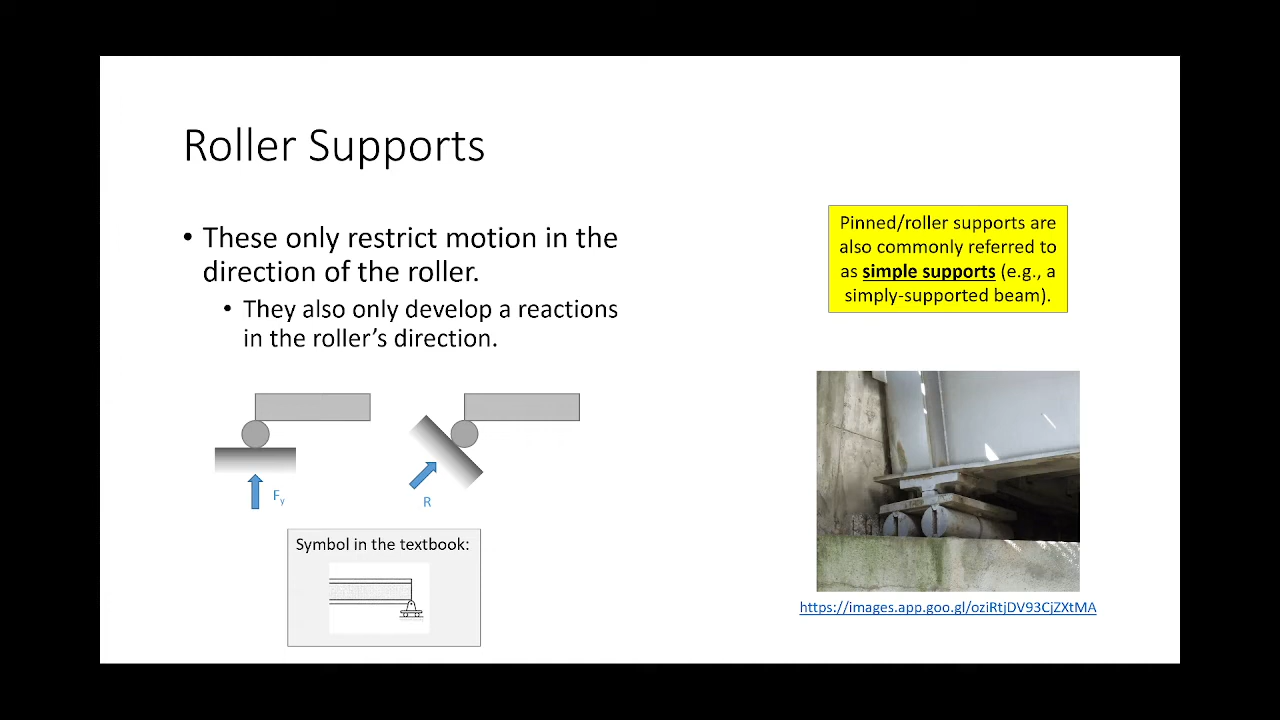 Roller Supports
• These only restrict motion in the
direction of the roller.
• They also only develop a reactions
in the roller’s direction.
Pinned/roller supports are
also commonly referred to
as simple supports (e.g., a
simply-supported beam).
Fy
R
Symbol in the textbook:
https://images.app.goo.gl/oziRtjDV93CjZXtMA